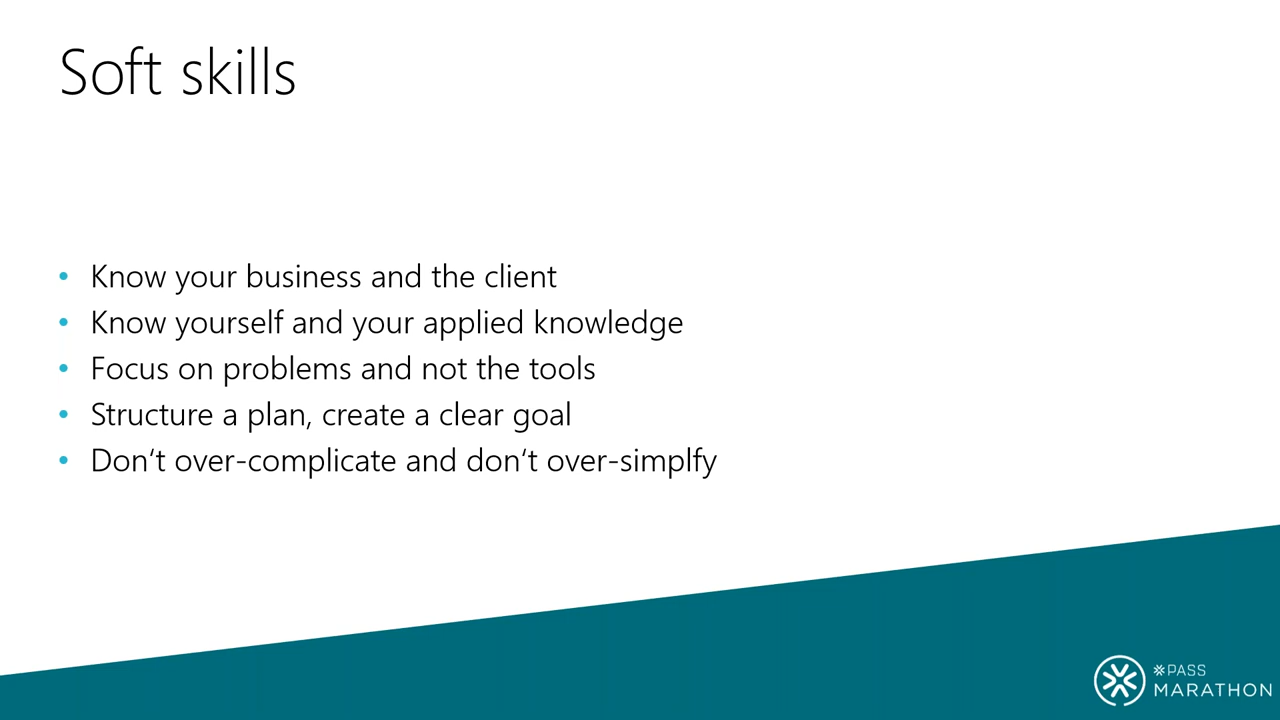 Soft skills
• Know your business and the client
• Know yourself and your applied knowledge
• Focus on problems and not the tools
• Structure a plan, create a clear goal
• Don‘t over-complicate and don‘t over-simplfy
PASS
MARATHON